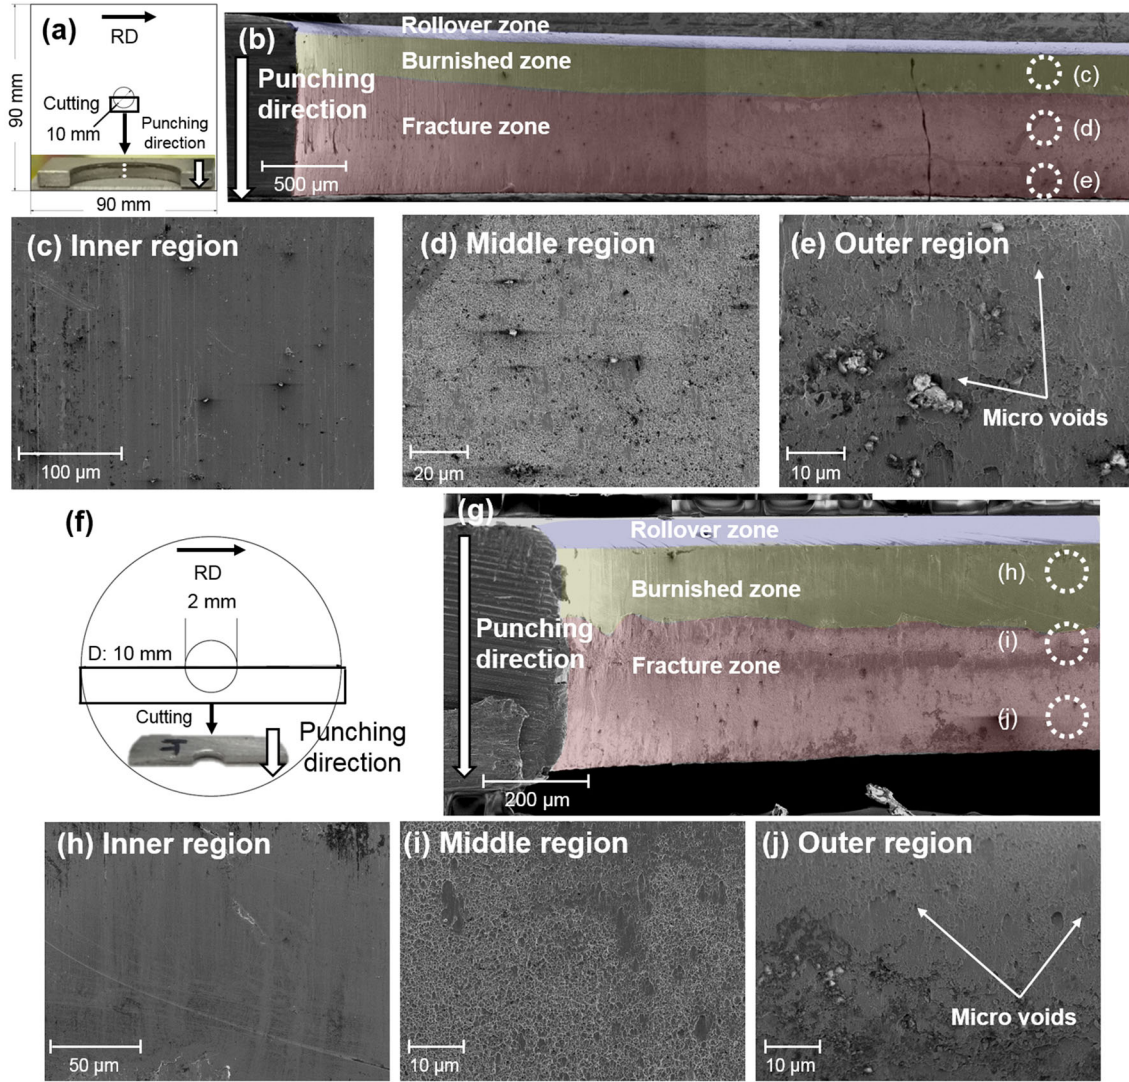 (a)
RD
90 mm
Cutting
10 mm
Punching
direction
90 mm
(b)
Rollover zone
Burnished zone
Punching
direction
Fracture zone
500 µm
(c)
(d)
(e)
(c) Inner region
100 µm
(d) Middle region
20 µm
(e) Outer region
Micro voids
10 µm
(f)
RD
2 mm
D: 10 mm
Cutting
Punching
direction
(g)
Rollover zone
Burnished zone
Punching
direction
Fracture zone
200 µm
(h)
(i)
(j)
(h) Inner region
50 µm
(i) Middle region
10 µm
(j) Outer region
Micro voids
10 µm